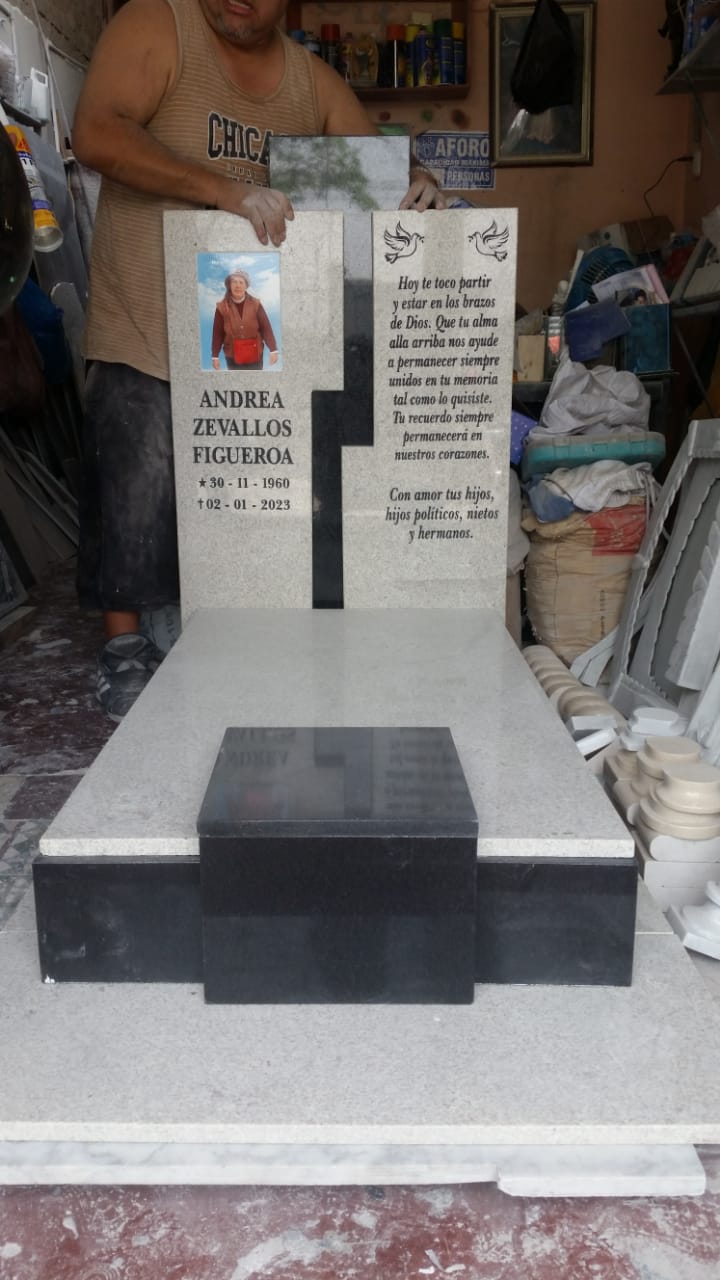 CHICA
AFORO
CAPACIDAD MAXIMA
PERSONAS
ANDREA
ZEVALLOS
FIGUEROA
★30 - 11 - 1960
†02 - 01 - 2023
Hoy te toco partir
y estar en los brazos
de Dios. Que tu alma
alla arriba nos ayude
a permanecer siempre
unidos en tu memoria
tal como lo quisiste.
Tu recuerdo siempre
permanecerá en
nuestros corazones.
Con amor tus hijos,
hijos políticos, nietos
y hermanos.